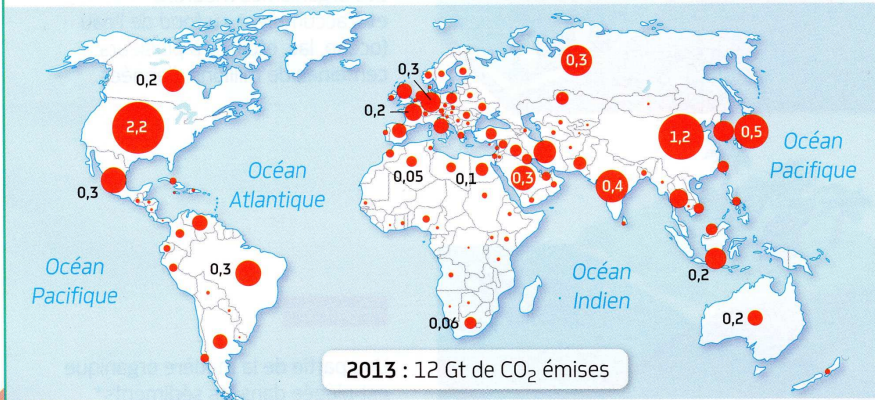 0,2
0,3
0,3
2,2
0,2
1,2
0,5
Océan
Pacifique
Océan
Atlantique
0,05
0,1
0,3
0,4
0,3
Océan
Pacifique
0,3
Océan
Indien
0,2
0,06
0,2
2013 : 12 Gt de CO₂ émises